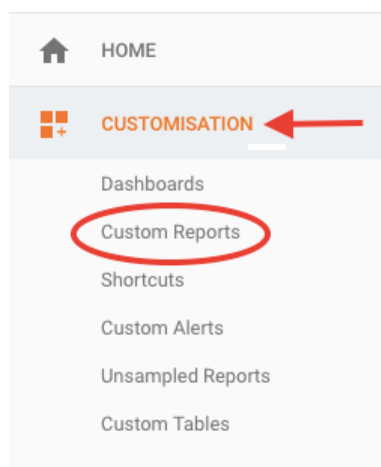 HOME
CUSTOMISATION
Dashboards
Custom Reports
Shortcuts
Custom Alerts
Unsampled Reports
Custom Tables